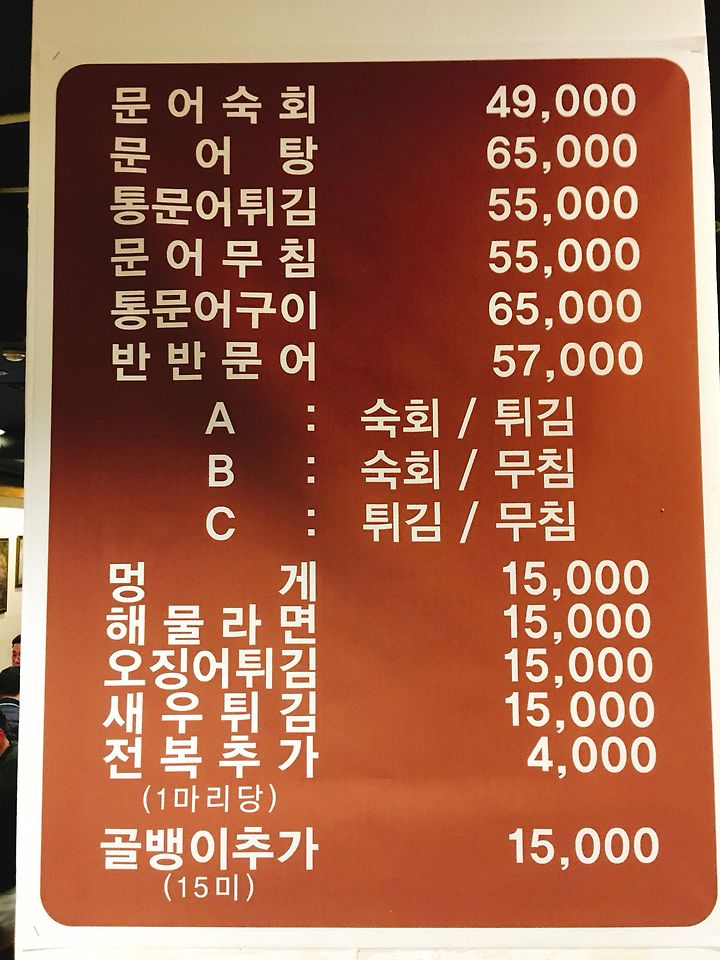 문어숙회 49,000
문어탕 65,000
통문어튀김 55,000
문어무침 55,000
통문어구이 65,000
반반문어 57,000
A : 숙회 / 튀김
B : 숙회 / 무침
C : 튀김 / 무침
멍게 15,000
해물라면 15,000
오징어튀김 15,000
새우튀김 15,000
전복추가 4,000
(1마리당)
골뱅이추가 15,000
(15미)